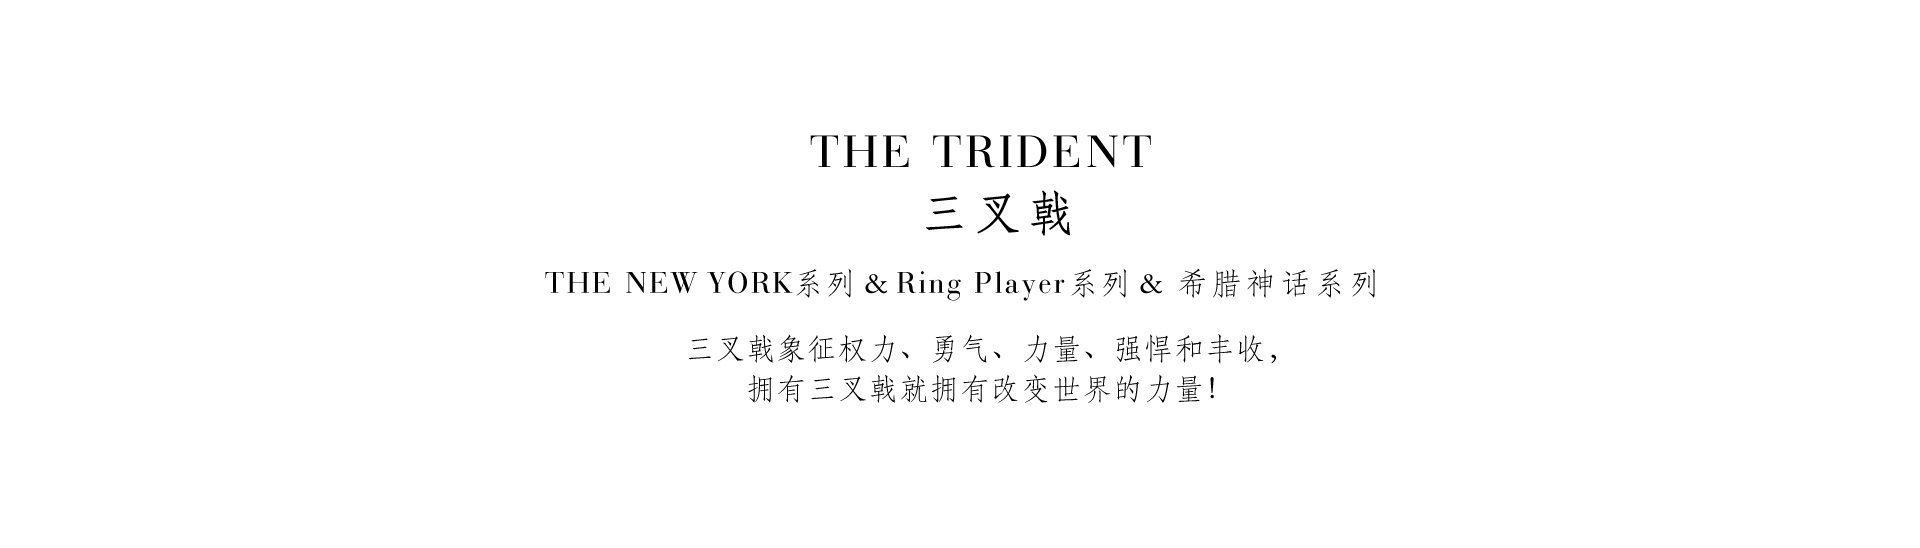 THE TRIDENT
三叉戟
THE NEW YORK系列 & Ring Player系列 & 希腊神话系列
三叉戟象征权力、勇气、力量、强悍和丰收，
拥有三叉戟就拥有改变世界的力量！